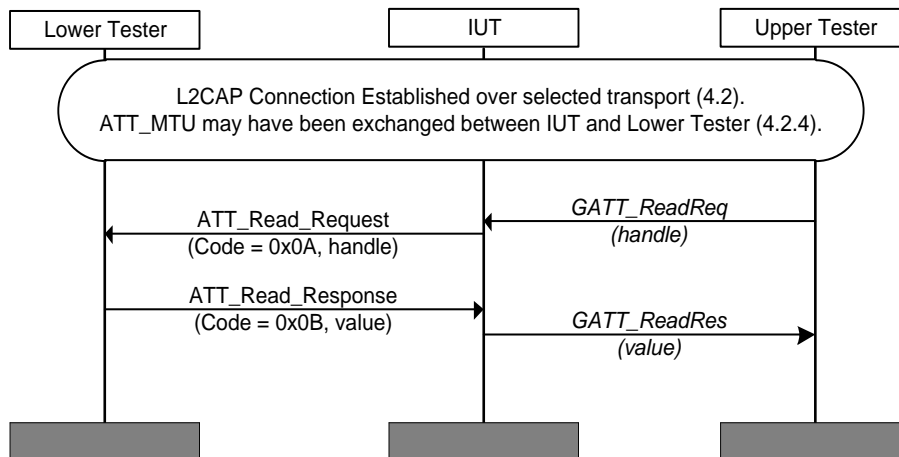 Lower Tester
IUT
Upper Tester
L2CAP Connection Established over selected transport (4.2).
ATT_MTU may have been exchanged between IUT and Lower Tester (4.2.4).
GATT_ReadReq
(handle)
ATT_Read_Request
(Code = 0x0A, handle)
ATT_Read_Response
(Code = 0x0B, value)
GATT_ReadRes
(value)